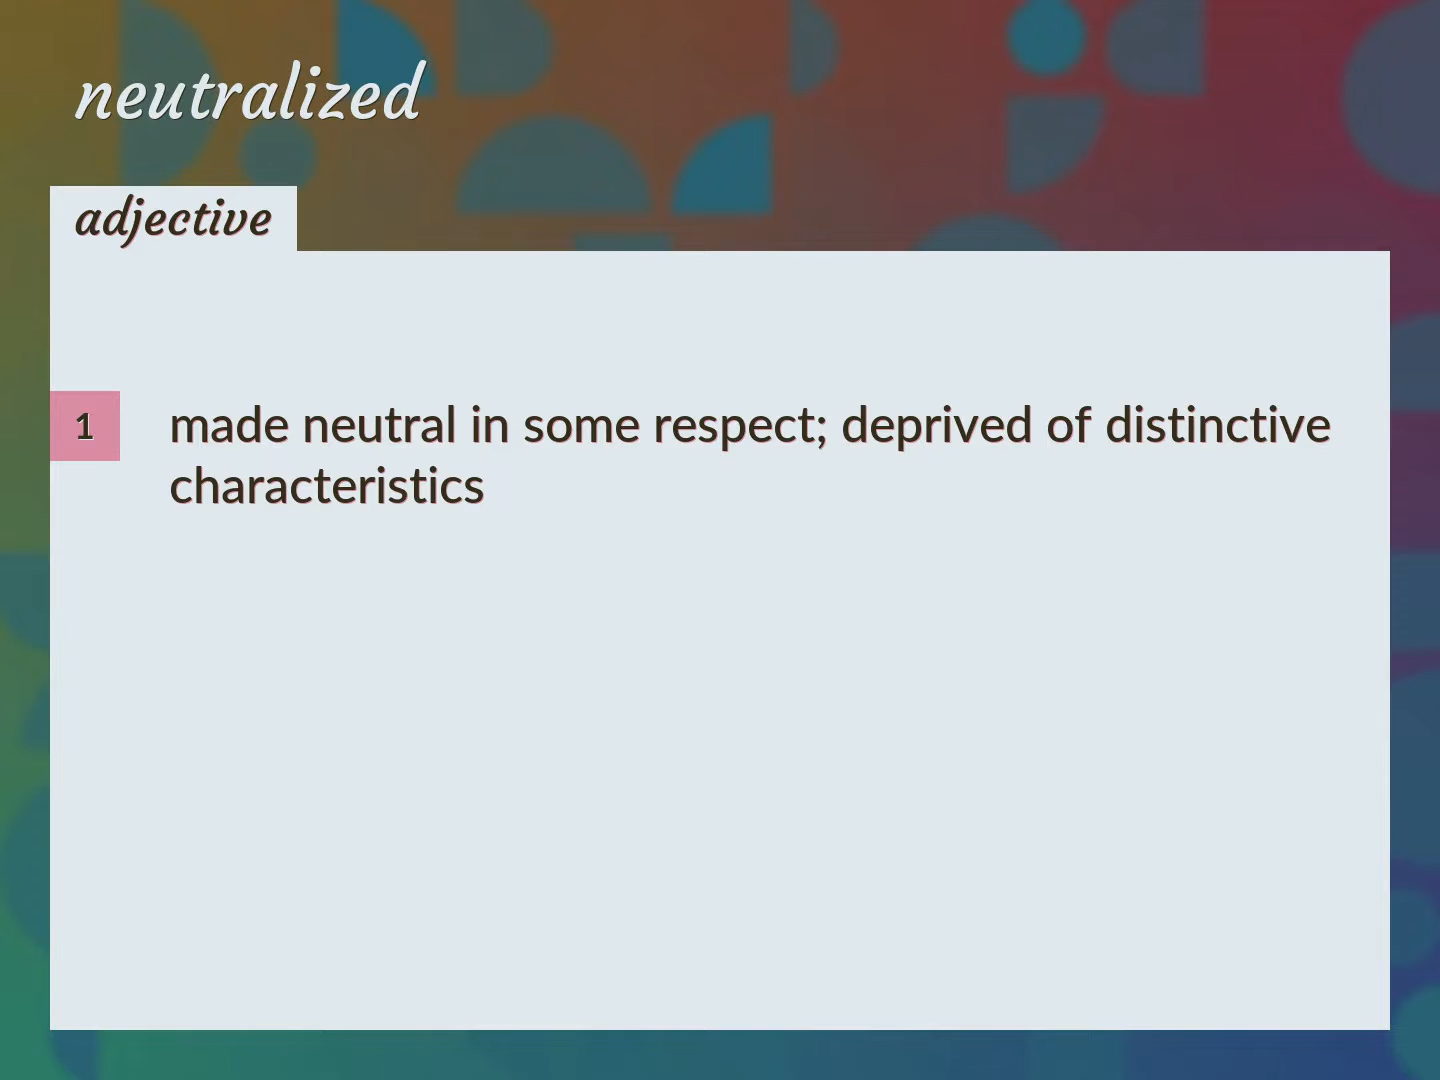 neutralized
adjective
1
made neutral in some respect; deprived of distinctive
characteristics